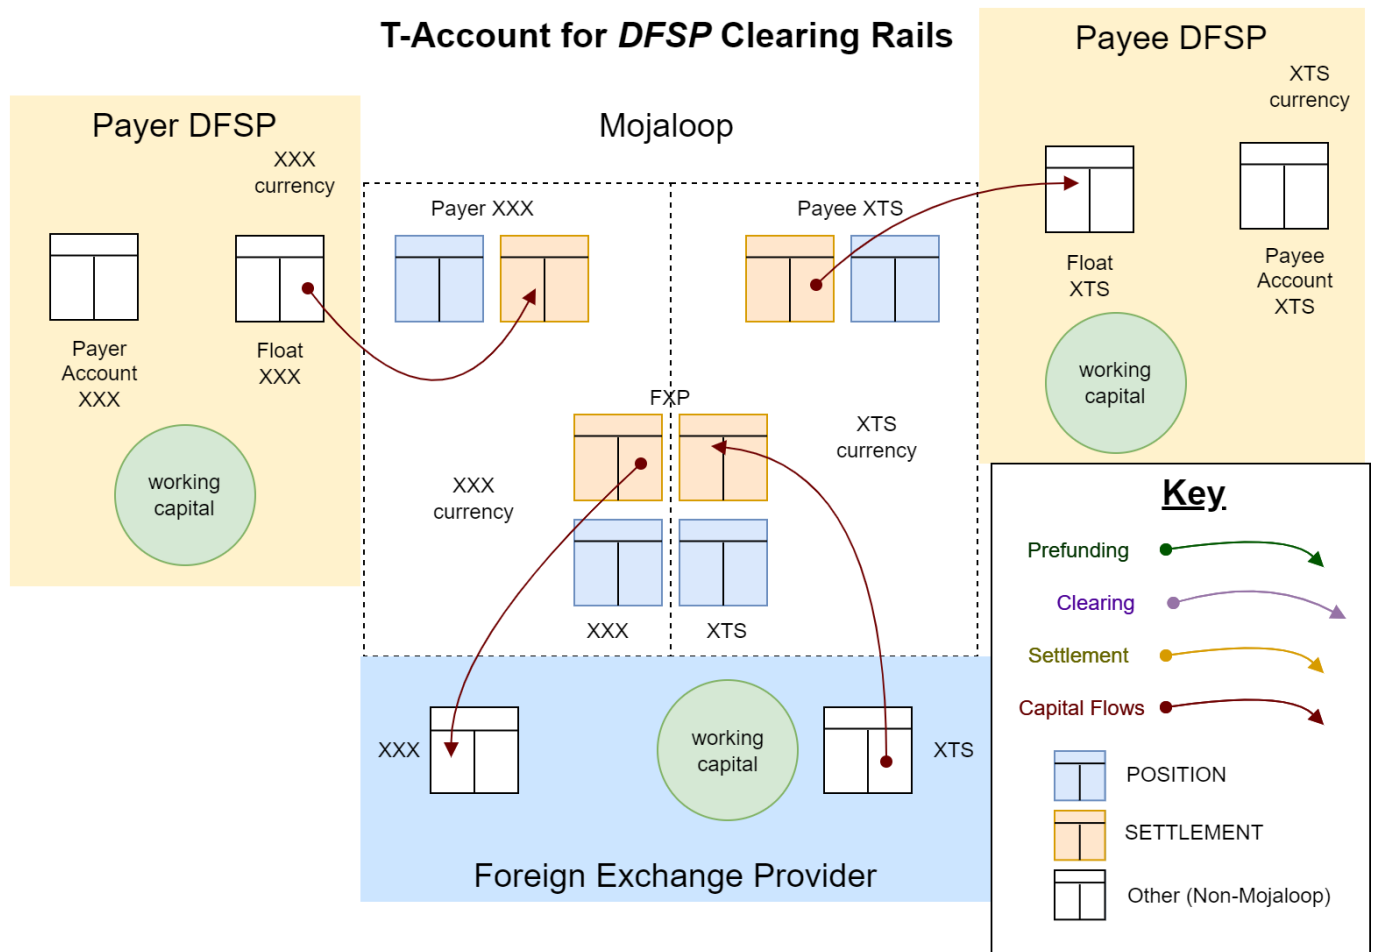 T-Account for DFSP Clearing Rails
Payee DFSP
XTS
currency
Payer DFSP
Mojaloop
XXX
currency
Payer XXX
Payee XTS
Float
XTS
Payee
Account
XTS
Payer
Account
XXX
Float
XXX
working
capital
FXP
XTS
currency
working
capital
XXX
currency
XXX
XTS
XXX
working
capital
XTS
Foreign Exchange Provider
Key
Prefunding
Clearing
Settlement
Capital Flows
POSITION
SETTLEMENT
Other (Non-Mojaloop)